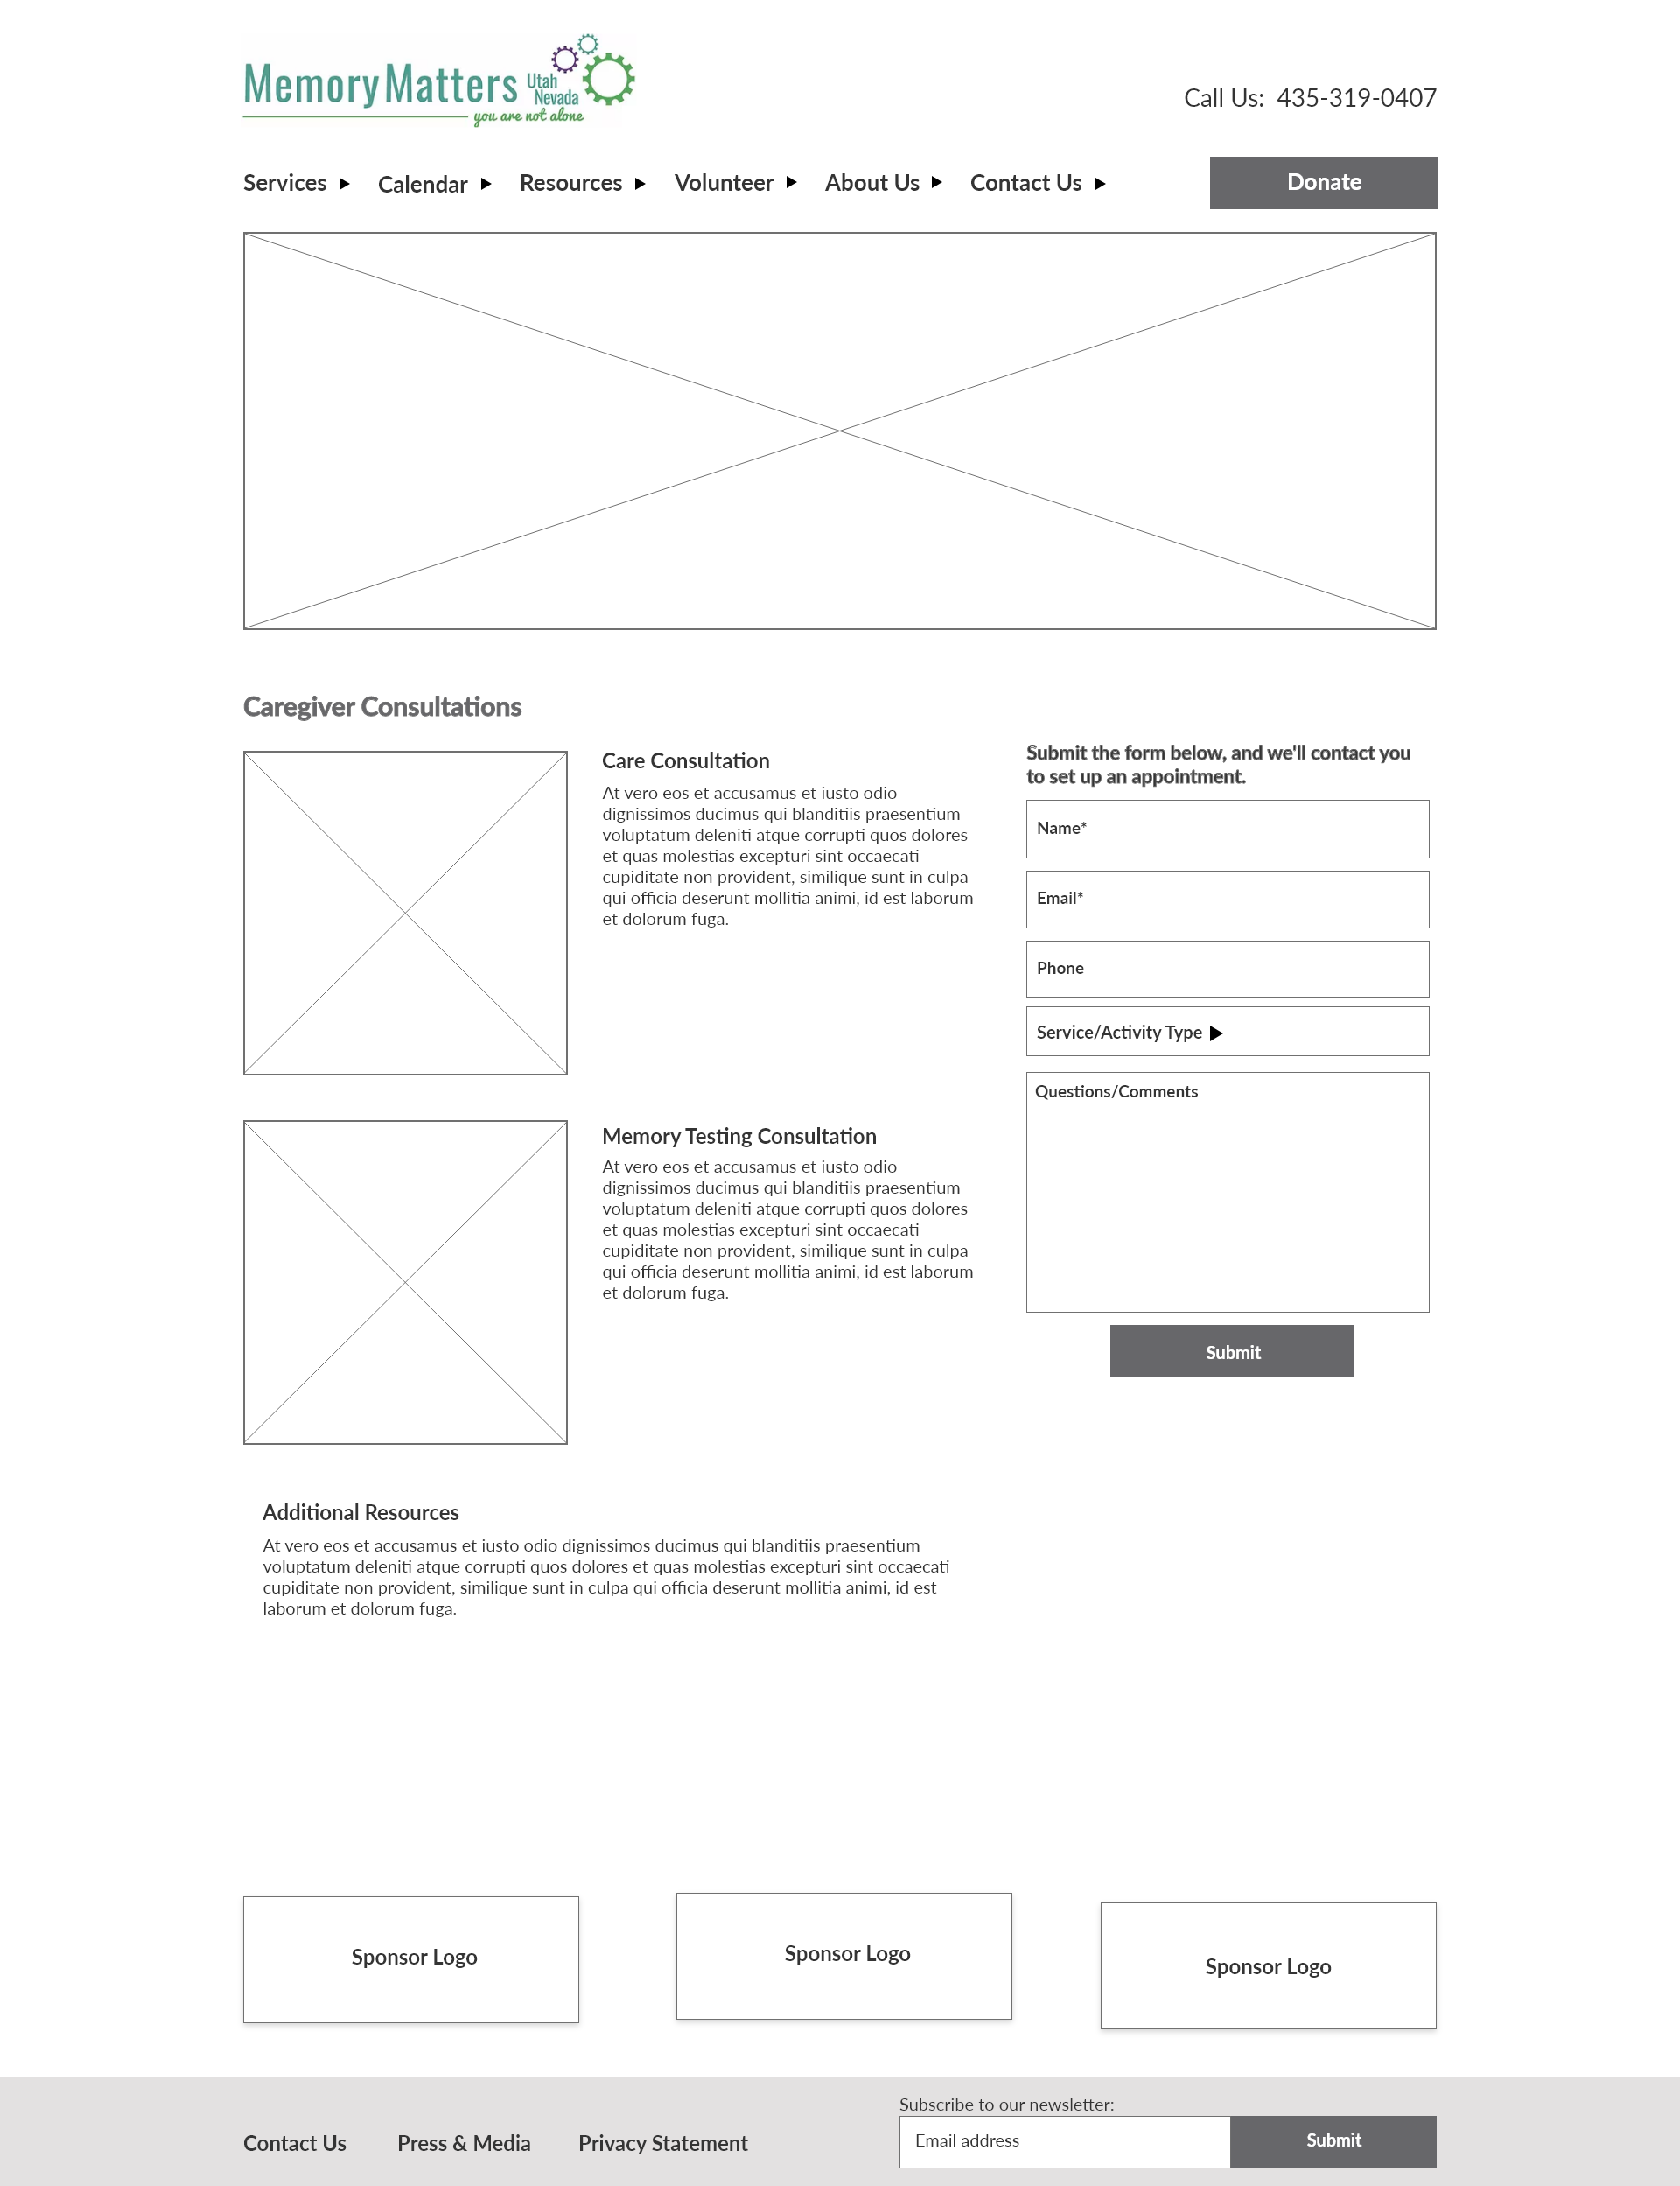 MemoryMatters Utah
Nevada
you are not alone
Call Us: 435-319-0407
Services
Calendar
Resources
Volunteer
About Us
Contact Us
Donate
Caregiver Consultations
Care Consultation
At vero eos et accusamus et iusto odio
dignissimos ducimus qui blanditiis praesentium
voluptatum deleniti atque corrupti quos dolores
et quas molestias excepturi sint occaecati
cupiditate non provident, similique sunt in culpa
qui officia deserunt mollitia animi, id est laborum
et dolorum fuga.
Memory Testing Consultation
At vero eos et accusamus et iusto odio
dignissimos ducimus qui blanditiis praesentium
voluptatum deleniti atque corrupti quos dolores
et quas molestias excepturi sint occaecati
cupiditate non provident, similique sunt in culpa
qui officia deserunt mollitia animi, id est laborum
et dolorum fuga.
Submit the form below, and we'll contact you
to set up an appointment.
Name*
Email*
Phone
Service/Activity Type
Questions/Comments
Submit
Additional Resources
At vero eos et accusamus et iusto odio dignissimos ducimus qui blanditiis praesentium
voluptatum deleniti atque corrupti quos dolores et quas molestias excepturi sint occaecati
cupiditate non provident, similique sunt in culpa qui officia deserunt mollitia animi, id est
laborum et dolorum fuga.
Sponsor Logo
Sponsor Logo
Sponsor Logo
Contact Us
Press & Media
Privacy Statement
Subscribe to our newsletter:
Email address
Submit